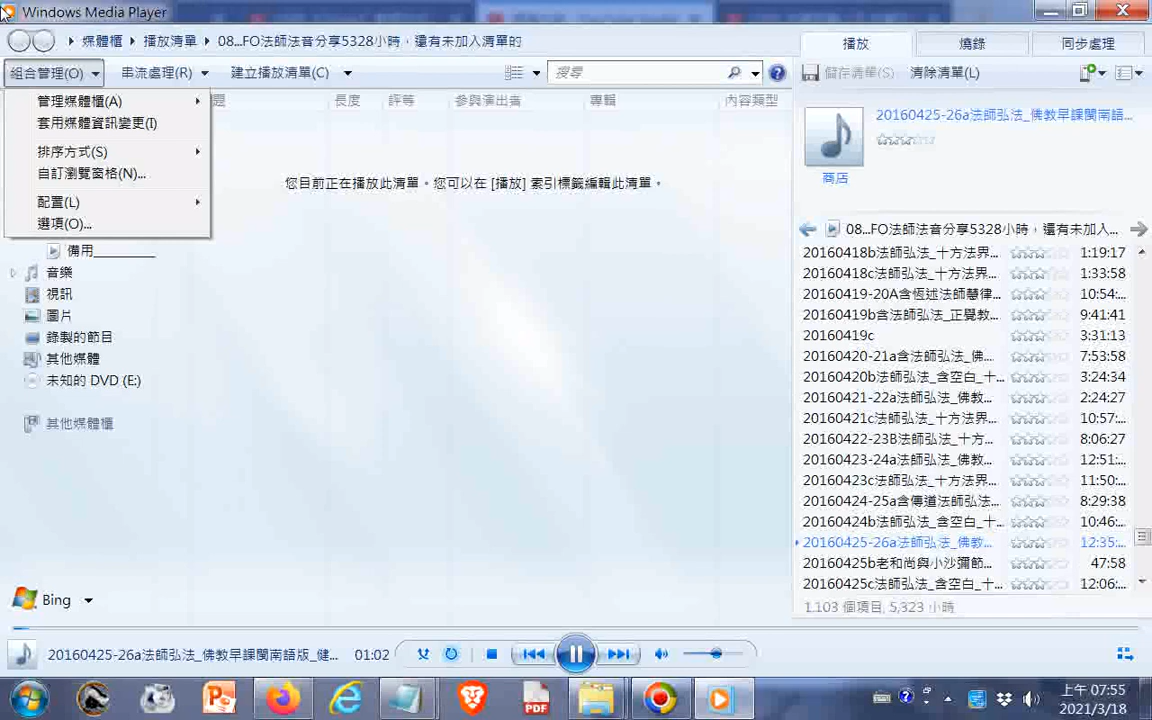 Windows Media Player
媒體櫃 播放清單 08...FO法師法音分享5328小時，還有未加入清單的
播放 燒錄 同步處理
組合管理(O) 串流處理(R) 建立播放清單(C) 搜尋
儲存清單(S) 清除清單(L)
管理媒體櫃(A)
套用媒體資訊變更(I)
排序方式(S)
自訂瀏覽窗格(N)...
配置(L)
選項(O)...
題 長度 評等 參與演出者 專輯 內容類型
您目前正在播放此清單。您可以在 [播放] 索引標籤編輯此清單。
備用________
音樂
視訊
圖片
錄製的節目
其他媒體
未知的 DVD (E:)
其他媒體櫃
Bing
20160425-26a法師弘法_佛教早課閩南語...
商店
08...FO法師法音分享5328小時，還有未加入...
20160418b法師弘法_十方法界... 1:19:17
20160418c法師弘法_十方法界... 1:33:58
20160419-20A含恆述法師慧律... 10:54:...
20160419b含法師弘法_正覺教... 9:41:41
20160419c 3:31:13
20160420-21a含法師弘法_佛... 7:53:58
20160420b法師弘法_含空白_十... 3:24:34
20160421-22a法師弘法_佛教... 2:24:27
20160421c法師弘法_十方法界... 10:57:...
20160422-23B法師弘法_十方... 8:06:27
20160423-24a法師弘法_佛教... 12:51:...
20160423c法師弘法_十方法界... 11:50:...
20160424-25a含傳道法師弘法... 8:29:38
20160424b法師弘法_含空白_十... 10:46:...
20160425-26a法師弘法_佛教... 12:35:...
20160425b老和尚與小沙彌節... 47:58
20160425c法師弘法_含空白_十... 12:06:...
1,103 個項目, 5,323 小時
20160425-26a法師弘法_佛教早課閩南語版_健... 01:02
PDF
上午 07:55
2021/3/18